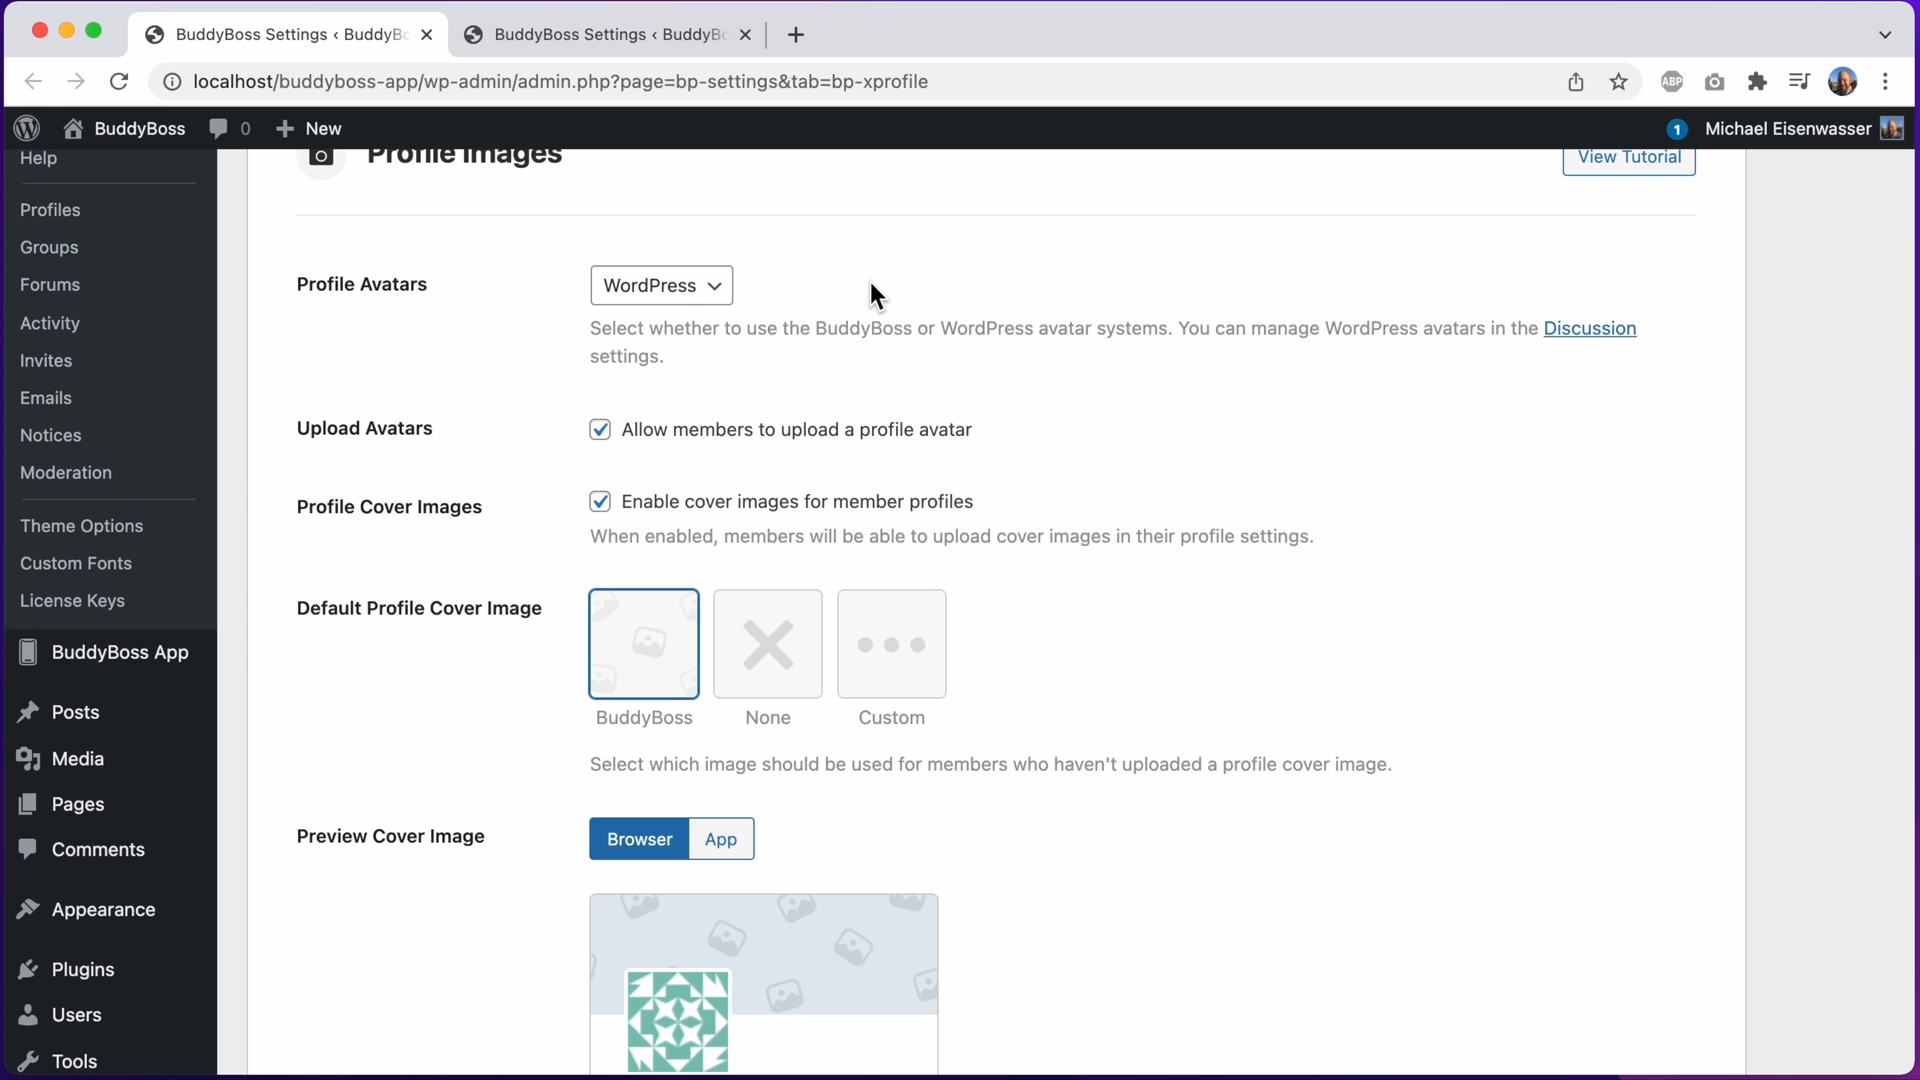 BuddyBoss Settings ‹ BuddyBo
BuddyBoss Settings ‹ BuddyBo
localhost/buddyboss-app/wp-admin/admin.php?page=bp-settings&tab=bp-xprofile
ABP
BuddyBoss
0
New
1
Michael Eisenwasser
Help
Profiles
Groups
Forums
Activity
Invites
Emails
Notices
Moderation
Theme Options
Custom Fonts
License Keys
BuddyBoss App
Posts
Media
Pages
Comments
Appearance
Plugins
Users
Tools
Profile Images
View Tutorial
Profile Avatars
WordPress
Select whether to use the BuddyBoss or WordPress avatar systems. You can manage WordPress avatars in the Discussion
settings.
Upload Avatars
Allow members to upload a profile avatar
Profile Cover Images
Enable cover images for member profiles
When enabled, members will be able to upload cover images in their profile settings.
Default Profile Cover Image
BuddyBoss
None
Custom
Select which image should be used for members who haven't uploaded a profile cover image.
Preview Cover Image
Browser
App